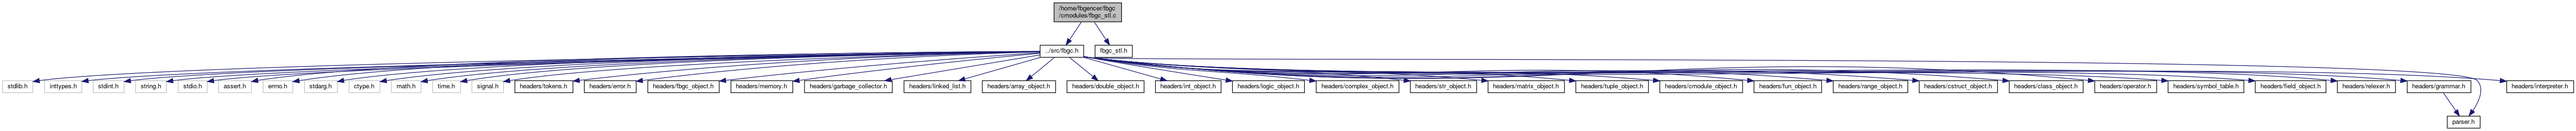 /home/fbgencer/fbgc
/cmodules/fbgc_stl.c
../src/fbgc.h
fbgc_stl.h
stdlib.h
inttypes.h
stdint.h
string.h
stdio.h
assert.h
errno.h
stdarg.h
ctype.h
math.h
time.h
signal.h
headers/tokens.h
headers/error.h
headers/fbgc_object.h
headers/memory.h
headers/garbage_collector.h
headers/linked_list.h
headers/array_object.h
headers/double_object.h
headers/int_object.h
headers/logic_object.h
headers/complex_object.h
headers/str_object.h
headers/matrix_object.h
headers/tuple_object.h
headers/cmodule_object.h
headers/fun_object.h
headers/range_object.h
headers/cstruct_object.h
headers/class_object.h
headers/operator.h
headers/symbol_table.h
headers/field_object.h
headers/relexer.h
headers/grammar.h
headers/interpreter.h
parser.h